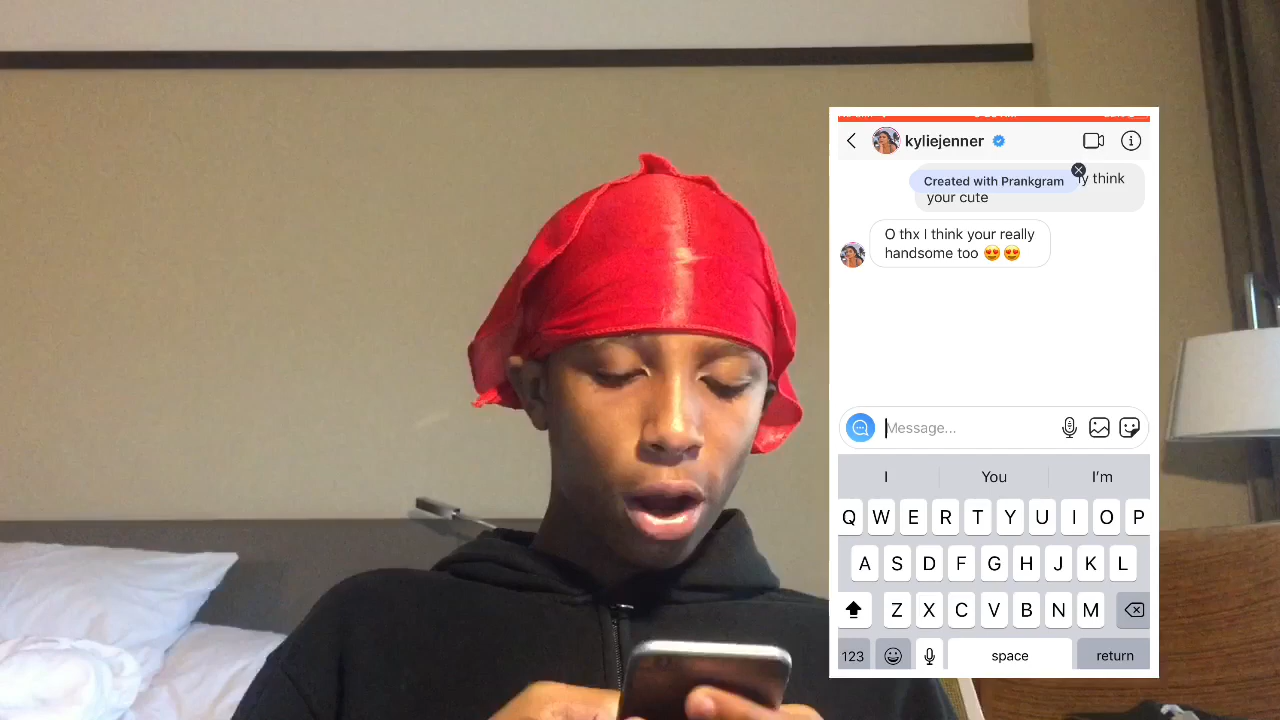 kyliejenner
Created with Prankgram
ly think
your cute
O thx I think your really
handsome too 😍 😍
Message...
I You I'm
Q W E R T Y U I O P
A S D F G H J K L
Z X C V B N M
123 space return